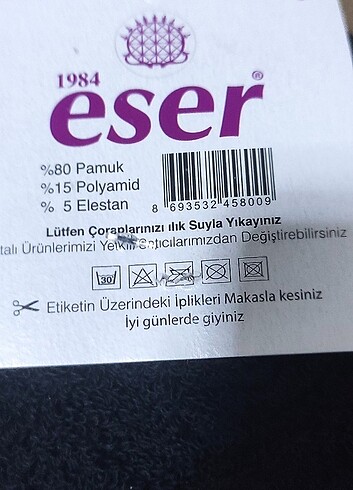 1984
eser®
%80 Pamuk
%15 Polyamid
% 5 Elestan
8 693532 458009
Lütfen Çoraplarınızı ılık Suyla Yıkayınız
talı Ürünlerimizi Yetkili Satıcılarımızdan Değiştirebilirsiniz
30
Etiketin Üzerindeki İplikleri Makasla kesiniz
İyi günlerde giyiniz